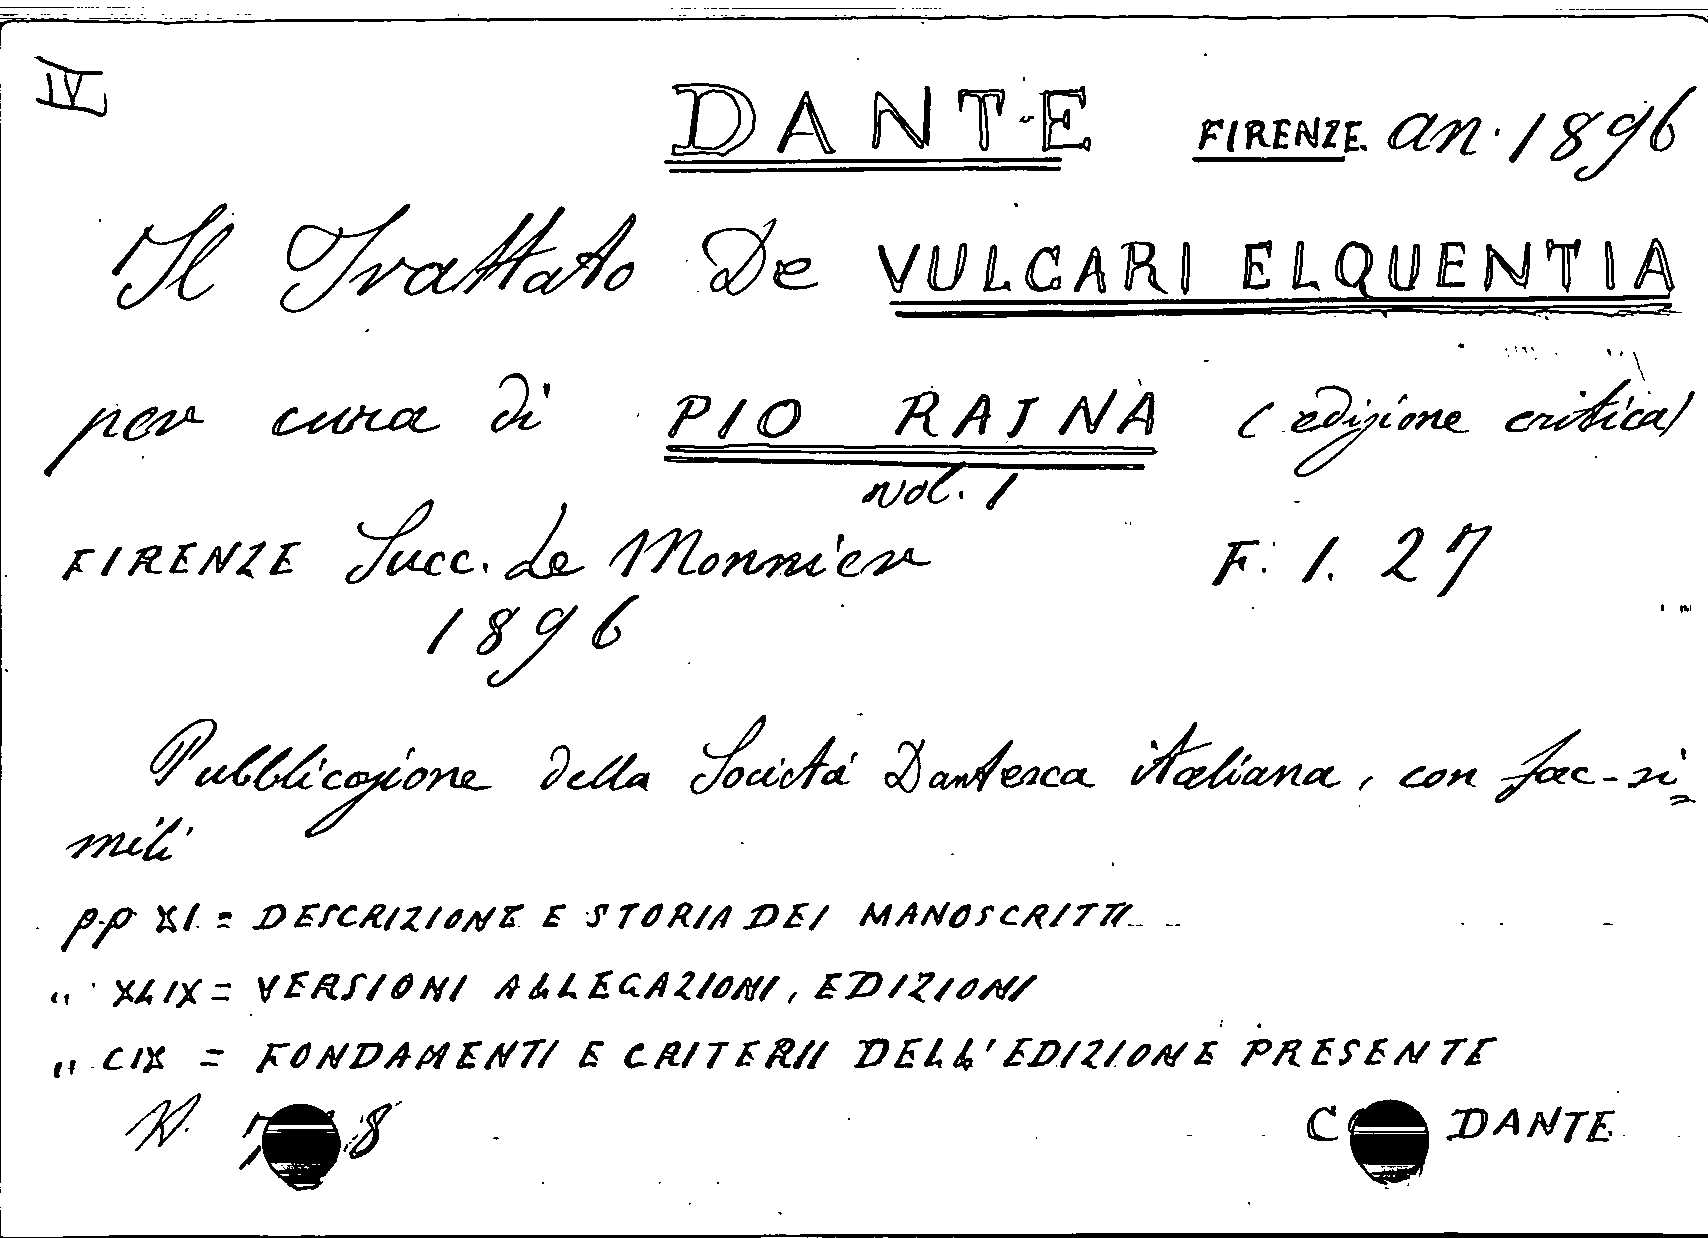 IV DANTE FIRENZE. an. 1896
Il Trattato De VULGARI ELQUENTIA
per cura di PIO RAJNA (edizione critica)
vol. 1
FIRENZE Succ. Le Monnier F. 1. 27
1896
Pubblicazione della Società Dantesca italiana, con fac-si=
mili
p.p XI. = DESCRIZIONE E STORIA DEI MANOSCRITTI
" XLIX = VERSIONI ALLEGAZIONI, EDIZIONI
" CIX = FONDAMENTI E CRITERII DELL'EDIZIONE PRESENTE
N. DANTE